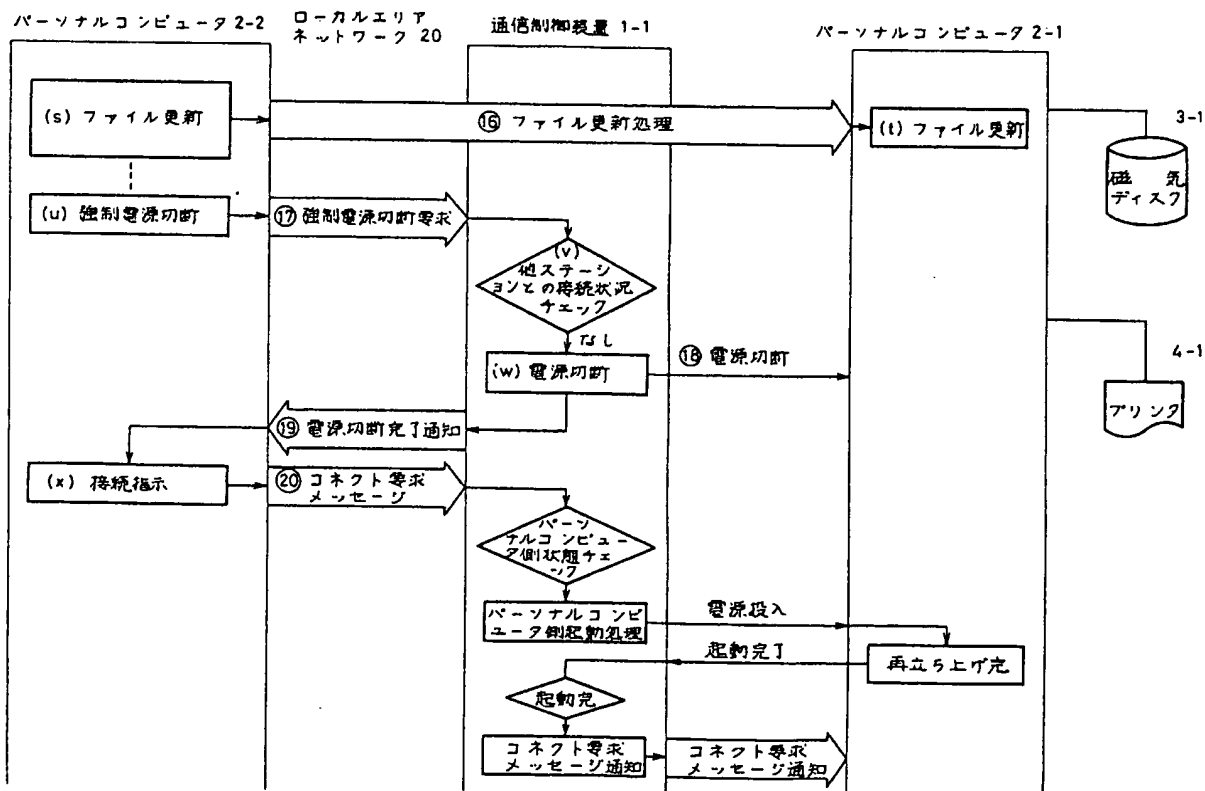 パーソナルコンピュータ 2-2
ローカルエリア
ネットワーク 20
通信制御装置 1-1
パーソナルコンピュータ 2-1
(s) ファイル更新
⑯ ファイル更新処理
(t) ファイル更新
3-1
磁気
ディスク
(u) 強制電源切断
⑰ 強制電源切断要求
(v)
他ステーシ
ョンとの接続状況
チェック
なし
(w) 電源切断
⑱ 電源切断
4-1
プリンタ
⑲ 電源切断完了通知
(x) 接続指示
⑳ コネクト要求
メッセージ
パーソ
ナルコンピュー
タ側状態チェ
ック
パーソナルコンピ
ュータ側起動処理
電源投入
起動完了
再立ち上げ完
起動完
コネクト要求
メッセージ通知
コネクト要求
メッセージ通知